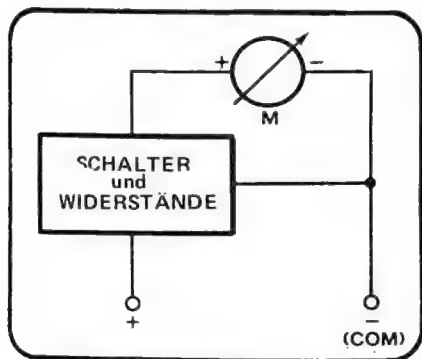 + −
M
SCHALTER
und
WIDERSTÄNDE
+ −
(COM)